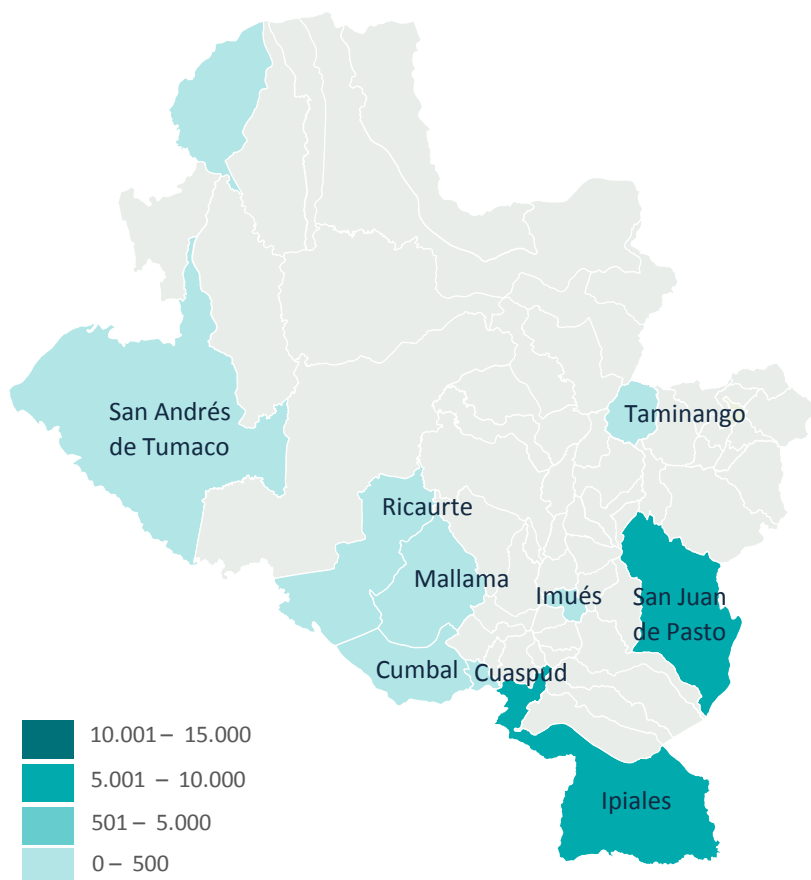 San Andrés
de Tumaco
Taminango
Ricaurte
Mallama
Imués
San Juan
de Pasto
Cumbal
Cuaspud
Ipiales
10.001 – 15.000
5.001 – 10.000
501 – 5.000
0 – 500